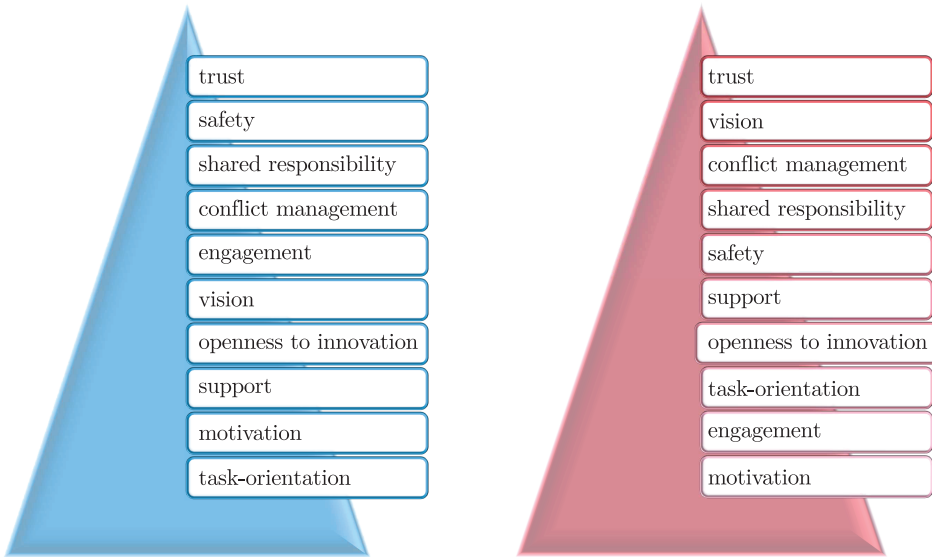 trust
safety
shared responsibility
conflict management
engagement
vision
openness to innovation
support
motivation
task-orientation
trust
vision
conflict management
shared responsibility
safety
support
openness to innovation
task-orientation
engagement
motivation